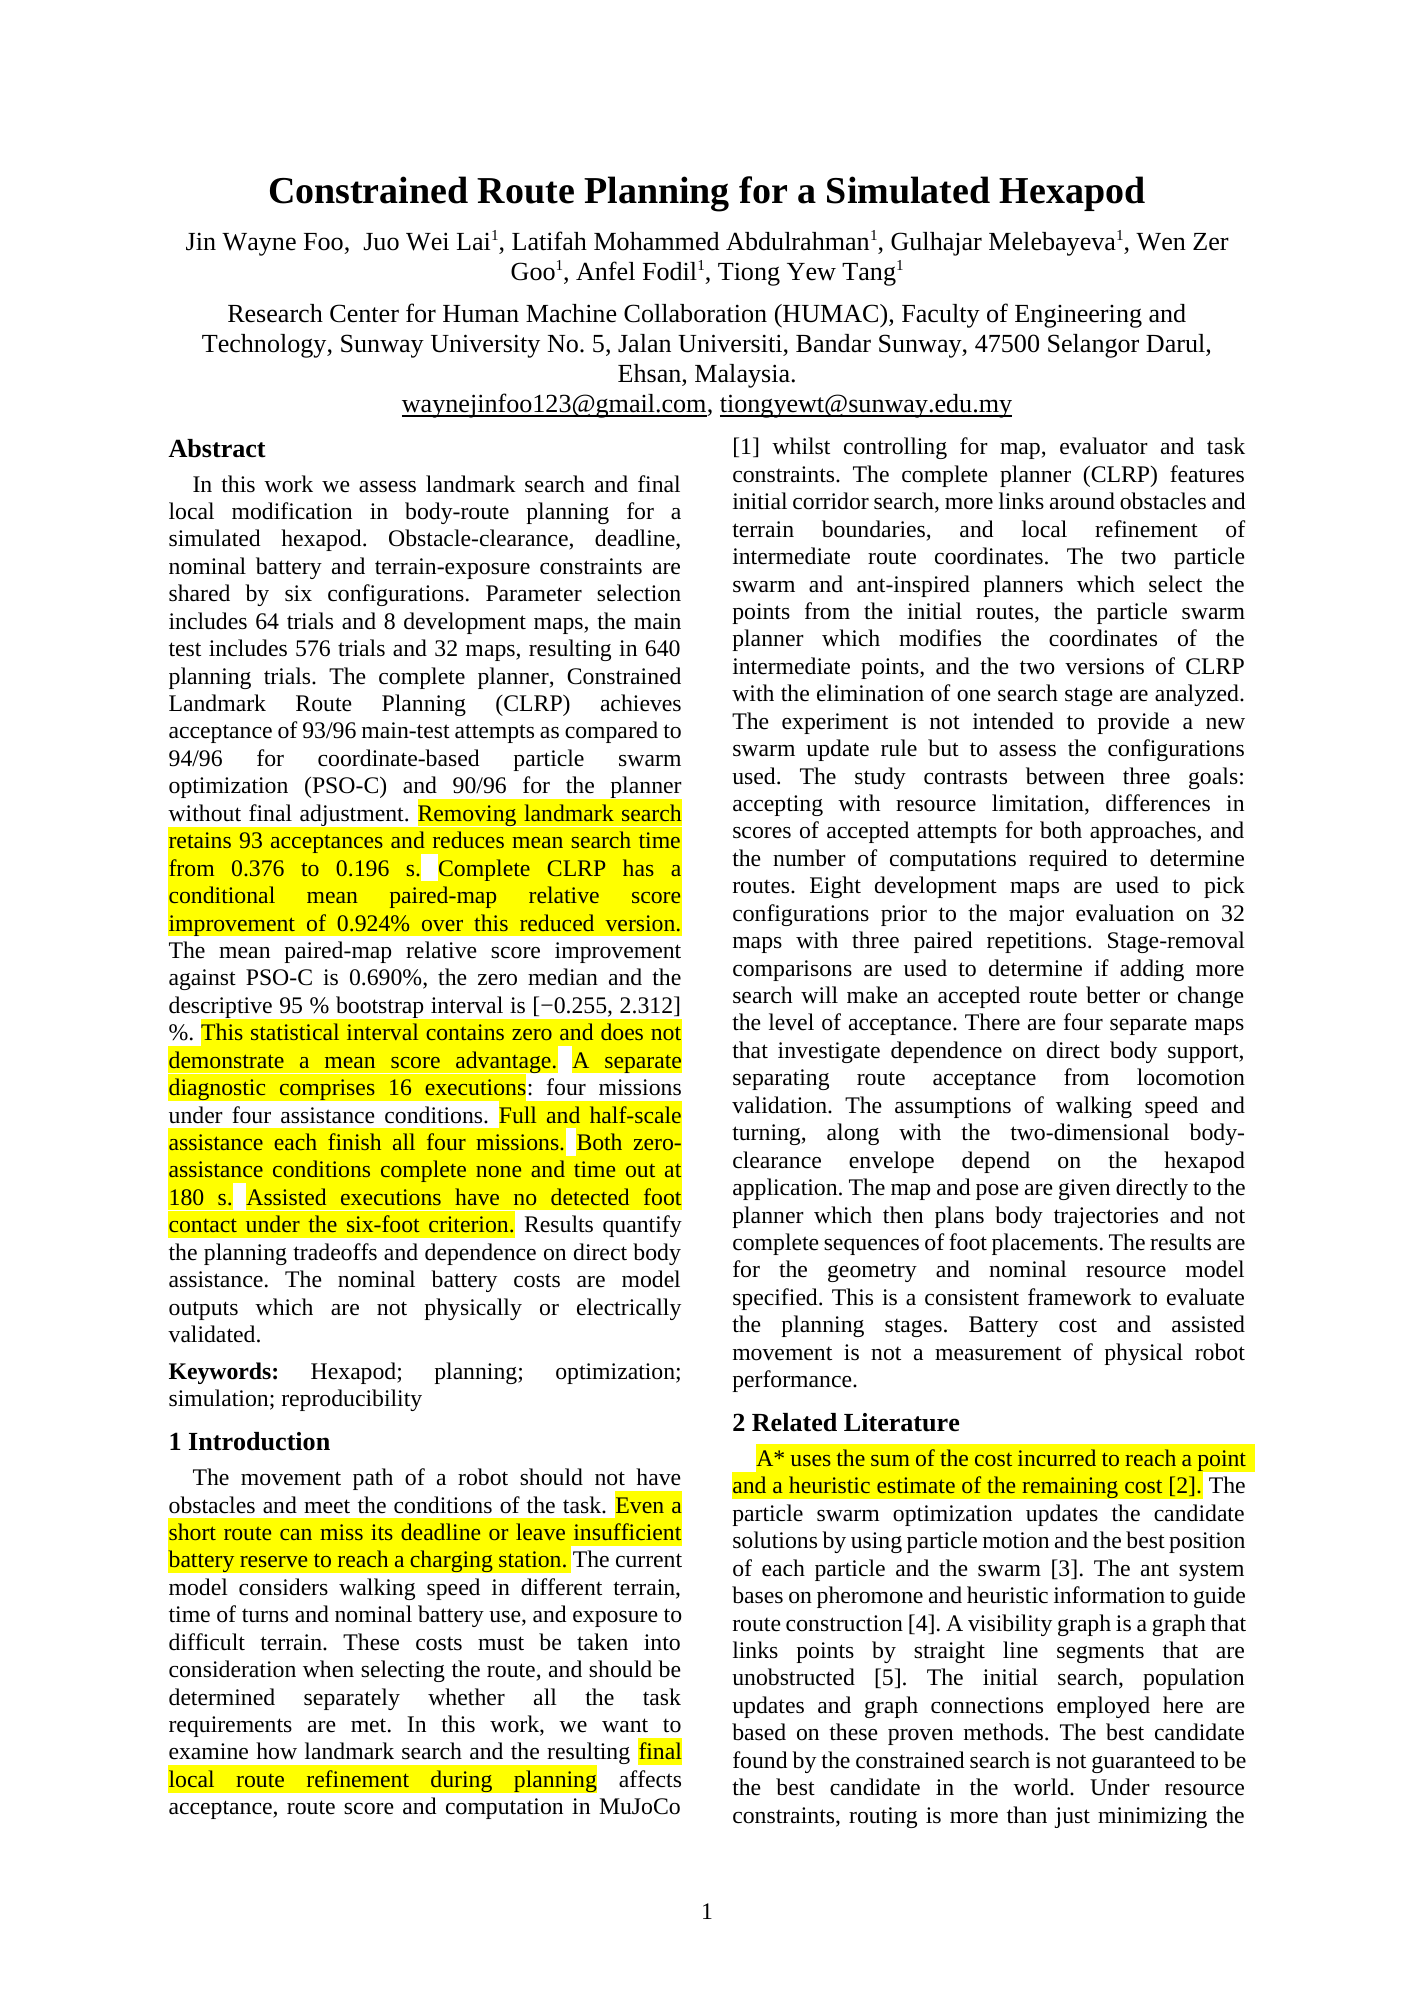 Constrained Route Planning for a Simulated Hexapod
Jin Wayne Foo, Juo Wei Lai1, Latifah Mohammed Abdulrahman1, Gulhajar Melebayeva1, Wen Zer
Goo1, Anfel Fodil1, Tiong Yew Tang1
Research Center for Human Machine Collaboration (HUMAC), Faculty of Engineering and
Technology, Sunway University No. 5, Jalan Universiti, Bandar Sunway, 47500 Selangor Darul,
Ehsan, Malaysia.
waynejinfoo123@gmail.com, tiongyewt@sunway.edu.my
Abstract
In this work we assess landmark search and final
local modification in body-route planning for a
simulated hexapod. Obstacle-clearance, deadline,
nominal battery and terrain-exposure constraints are
shared by six configurations. Parameter selection
includes 64 trials and 8 development maps, the main
test includes 576 trials and 32 maps, resulting in 640
planning trials. The complete planner, Constrained
Landmark Route Planning (CLRP) achieves
acceptance of 93/96 main-test attempts as compared to
94/96 for coordinate-based particle swarm
optimization (PSO-C) and 90/96 for the planner
without final adjustment. Removing landmark search
retains 93 acceptances and reduces mean search time
from 0.376 to 0.196 s. Complete CLRP has a
conditional mean paired-map relative score
improvement of 0.924% over this reduced version.
The mean paired-map relative score improvement
against PSO-C is 0.690%, the zero median and the
descriptive 95 % bootstrap interval is [−0.255, 2.312]
%. This statistical interval contains zero and does not
demonstrate a mean score advantage. A separate
diagnostic comprises 16 executions: four missions
under four assistance conditions. Full and half-scale
assistance each finish all four missions. Both zero-
assistance conditions complete none and time out at
180 s. Assisted executions have no detected foot
contact under the six-foot criterion. Results quantify
the planning tradeoffs and dependence on direct body
assistance. The nominal battery costs are model
outputs which are not physically or electrically
validated.
Keywords: Hexapod; planning; optimization;
simulation; reproducibility
1 Introduction
The movement path of a robot should not have
obstacles and meet the conditions of the task. Even a
short route can miss its deadline or leave insufficient
battery reserve to reach a charging station. The current
model considers walking speed in different terrain,
time of turns and nominal battery use, and exposure to
difficult terrain. These costs must be taken into
consideration when selecting the route, and should be
determined separately whether all the task
requirements are met. In this work, we want to
examine how landmark search and the resulting final
local route refinement during planning affects
acceptance, route score and computation in MuJoCo
[1] whilst controlling for map, evaluator and task
constraints. The complete planner (CLRP) features
initial corridor search, more links around obstacles and
terrain boundaries, and local refinement of
intermediate route coordinates. The two particle
swarm and ant-inspired planners which select the
points from the initial routes, the particle swarm
planner which modifies the coordinates of the
intermediate points, and the two versions of CLRP
with the elimination of one search stage are analyzed.
The experiment is not intended to provide a new
swarm update rule but to assess the configurations
used. The study contrasts between three goals:
accepting with resource limitation, differences in
scores of accepted attempts for both approaches, and
the number of computations required to determine
routes. Eight development maps are used to pick
configurations prior to the major evaluation on 32
maps with three paired repetitions. Stage-removal
comparisons are used to determine if adding more
search will make an accepted route better or change
the level of acceptance. There are four separate maps
that investigate dependence on direct body support,
separating route acceptance from locomotion
validation. The assumptions of walking speed and
turning, along with the two-dimensional body-
clearance envelope depend on the hexapod
application. The map and pose are given directly to the
planner which then plans body trajectories and not
complete sequences of foot placements. The results are
for the geometry and nominal resource model
specified. This is a consistent framework to evaluate
the planning stages. Battery cost and assisted
movement is not a measurement of physical robot
performance.
2 Related Literature
A* uses the sum of the cost incurred to reach a point
and a heuristic estimate of the remaining cost [2]. The
particle swarm optimization updates the candidate
solutions by using particle motion and the best position
of each particle and the swarm [3]. The ant system
bases on pheromone and heuristic information to guide
route construction [4]. A visibility graph is a graph that
links points by straight line segments that are
unobstructed [5]. The initial search, population
updates and graph connections employed here are
based on these proven methods. The best candidate
found by the constrained search is not guaranteed to be
the best candidate in the world. Under resource
constraints, routing is more than just minimizing the
1